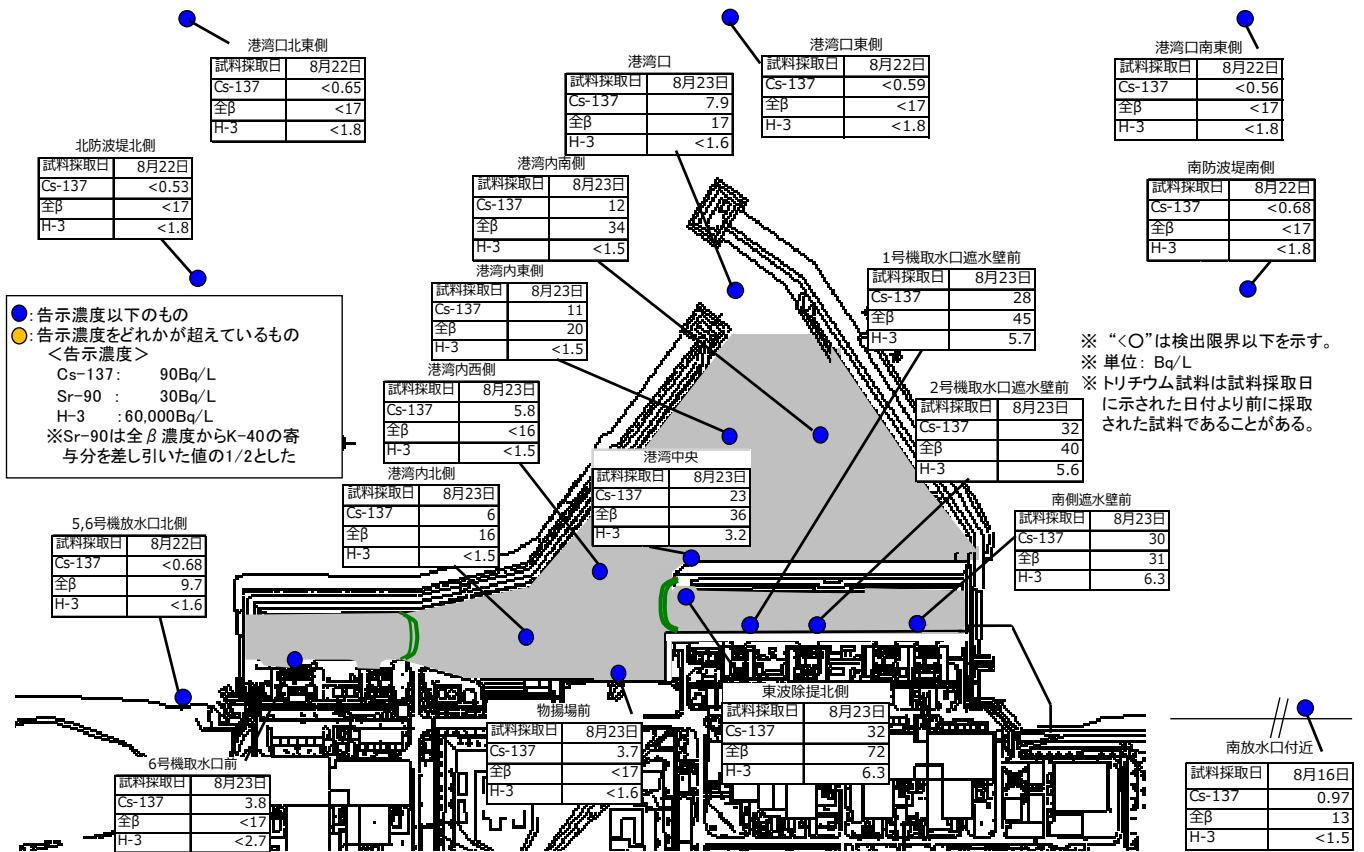 港湾口北東側
試料採取日 8月22日
Cs-137 <0.65
全β <17
H-3 <1.8
港湾口
試料採取日 8月23日
Cs-137 7.9
全β 17
H-3 <1.6
港湾口東側
試料採取日 8月22日
Cs-137 <0.59
全β <17
H-3 <1.8
港湾口南東側
試料採取日 8月22日
Cs-137 <0.56
全β <17
H-3 <1.8
北防波堤北側
試料採取日 8月22日
Cs-137 <0.53
全β <17
H-3 <1.8
港湾内南側
試料採取日 8月23日
Cs-137 12
全β 34
H-3 <1.5
南防波堤南側
試料採取日 8月22日
Cs-137 <0.68
全β <17
H-3 <1.8
港湾内東側
試料採取日 8月23日
Cs-137 11
全β 20
H-3 <1.5
1号機取水口遮水壁前
試料採取日 8月23日
Cs-137 28
全β 45
H-3 5.7
:告示濃度以下のもの
:告示濃度をどれかが超えているもの
<告示濃度>
Cs-137: 90Bq/L
Sr-90 : 30Bq/L
H-3 :60,000Bq/L
※Sr-90は全β濃度からK-40の寄
与分を差し引いた値の1/2とした
※ “<○”は検出限界以下を示す。
※ 単位: Bq/L
※ トリチウム試料は試料採取日
に示された日付より前に採取
された試料であることがある。
港湾内西側
試料採取日 8月23日
Cs-137 5.8
全β <16
H-3 <1.5
2号機取水口遮水壁前
試料採取日 8月23日
Cs-137 32
全β 40
H-3 5.6
港湾中央
試料採取日 8月23日
Cs-137 23
全β 36
H-3 3.2
港湾内北側
試料採取日 8月23日
Cs-137 6
全β 16
H-3 <1.5
南側遮水壁前
試料採取日 8月23日
Cs-137 30
全β 31
H-3 6.3
5,6号機放水口北側
試料採取日 8月22日
Cs-137 <0.68
全β 9.7
H-3 <1.6
東波除提北側
試料採取日 8月23日
Cs-137 32
全β 72
H-3 6.3
物揚場前
試料採取日 8月23日
Cs-137 3.7
全β <17
H-3 <1.6
南放水口付近
試料採取日 8月16日
Cs-137 0.97
全β 13
H-3 <1.5
6号機取水口前
試料採取日 8月23日
Cs-137 3.8
全β <17
H-3 <2.7